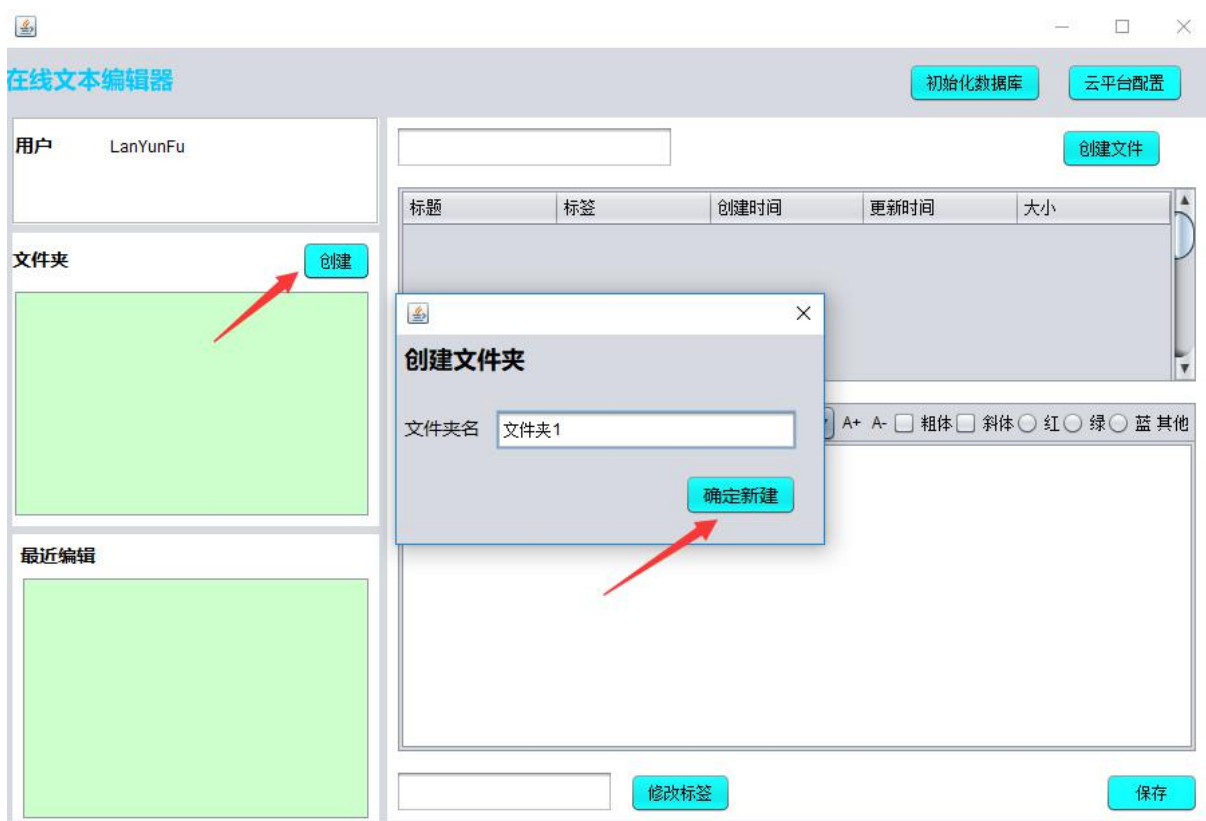 在线文本编辑器
初始化数据库 云平台配置
用户 LanYunFu
创建文件
标题 标签 创建时间 更新时间 大小
文件夹 创建
创建文件夹
文件夹名 文件夹1
确定新建
A+ A- 粗体 斜体 红 绿 蓝 其他
最近编辑
修改标签 保存